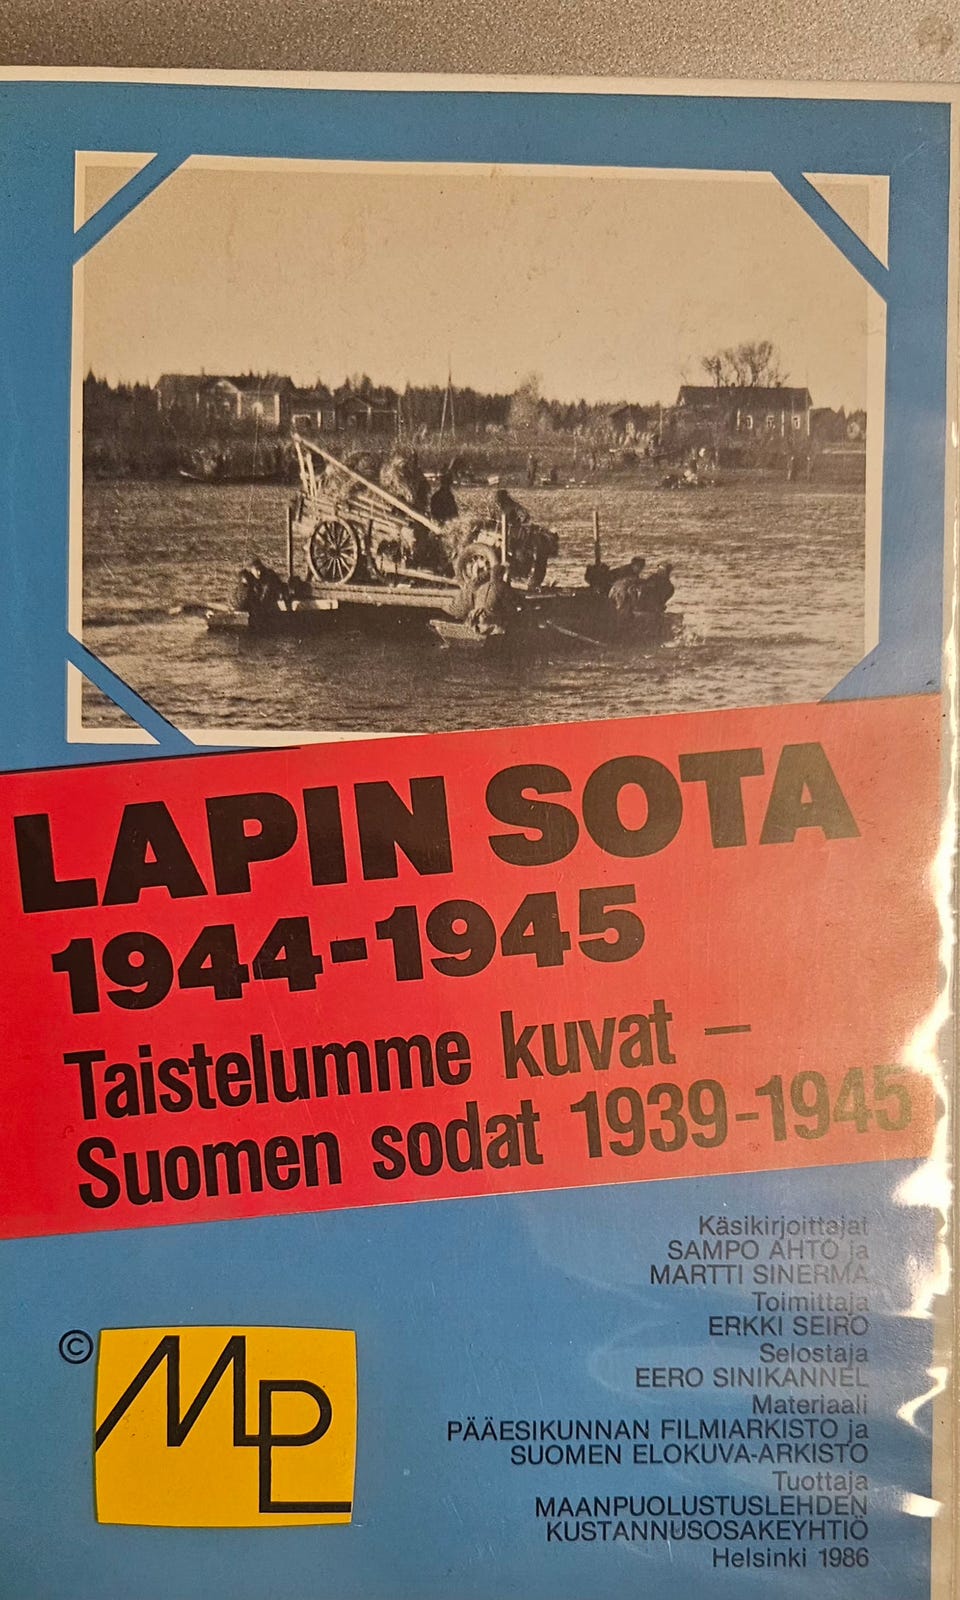 LAPIN SOTA
1944-1945
Taistelumme kuvat –
Suomen sodat 1939-1945
Käsikirjoittajat
SAMPO AHTO ja
MARTTI SINERMA
Toimittaja
ERKKI SEIRO
Selostaja
EERO SINIKANNEL
Materiaali
PÄÄESIKUNNAN FILMIARKISTO ja
SUOMEN ELOKUVA-ARKISTO
Tuottaja
MAANPUOLUSTUSLEHDEN
KUSTANNUSOSAKEYHTIÖ
Helsinki 1986
© MPL